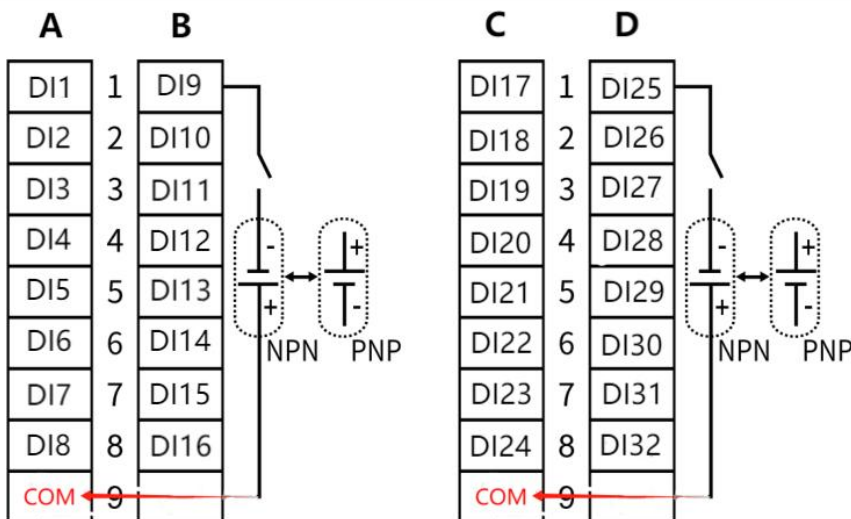 A B C D
DI1 1 DI9 DI17 1 DI25
DI2 2 DI10 DI18 2 DI26
DI3 3 DI11 DI19 3 DI27
DI4 4 DI12 - + DI20 4 DI28 - +
DI5 5 DI13 + - DI21 5 DI29 + -
DI6 6 DI14 NPN PNP DI22 6 DI30 NPN PNP
DI7 7 DI15 DI23 7 DI31
DI8 8 DI16 DI24 8 DI32
COM 9 COM 9